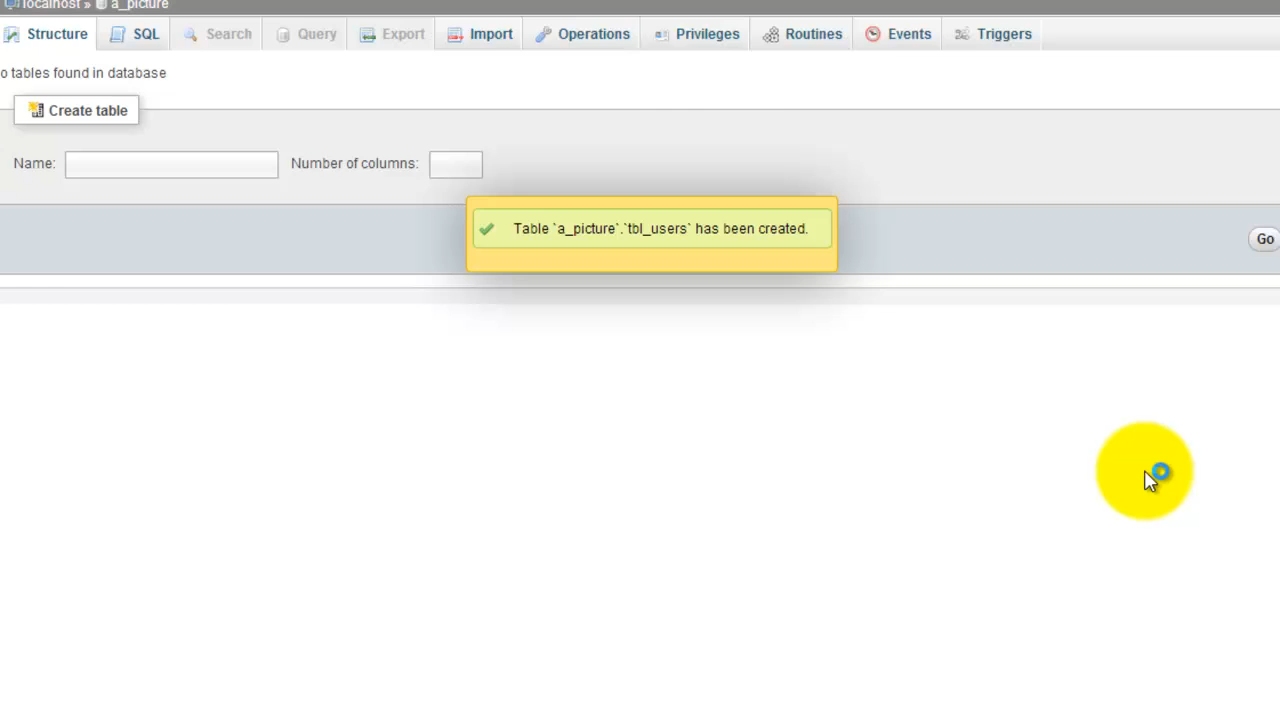 localhost » a_picture
Structure SQL Search Query Export Import Operations Privileges Routines Events Triggers
o tables found in database
Create table
Name: Number of columns:
Table `a_picture`.`tbl_users` has been created.
Go